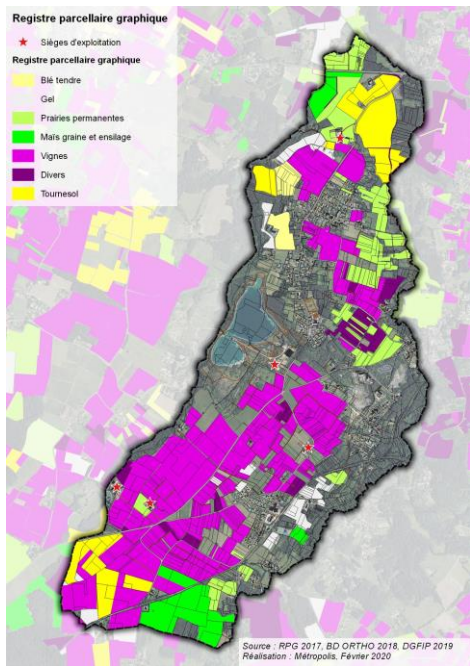 Registre parcellaire graphique
Sièges d'exploitation
Registre parcellaire graphique
Blé tendre
Gel
Prairies permanentes
Maïs graine et ensilage
Vignes
Divers
Tournesol
Source : RPG 2017, BD ORTHO 2018, DGFIP 2019
Réalisation : Métropolis, Février 2020